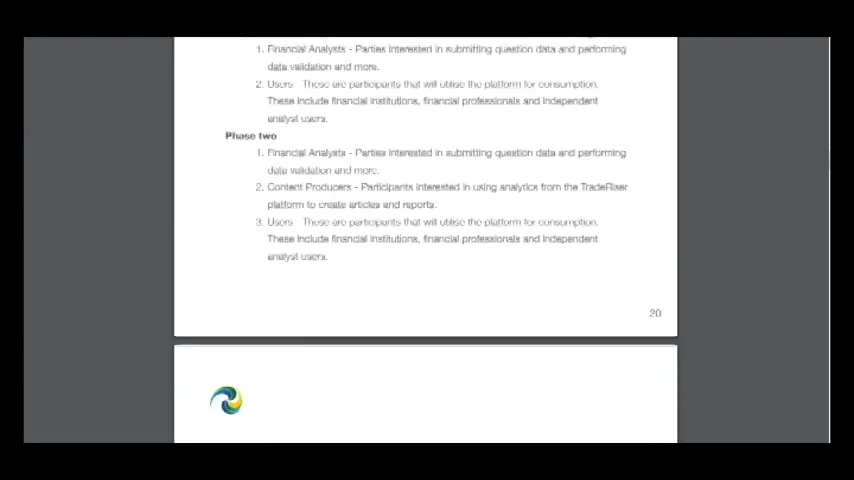 1. Financial Analysts - Parties interested in submitting question data and performing
data validation and more.
2. Users - These are participants that will utilise the platform for consumption.
These include financial institutions, financial professionals and independent
analyst users.
Phase two
1. Financial Analysts - Parties interested in submitting question data and performing
data validation and more.
2. Content Producers - Participants interested in using analytics from the TradeRiser
platform to create articles and reports.
3. Users - These are participants that will utilise the platform for consumption.
These include financial institutions, financial professionals and independent
analyst users.
20